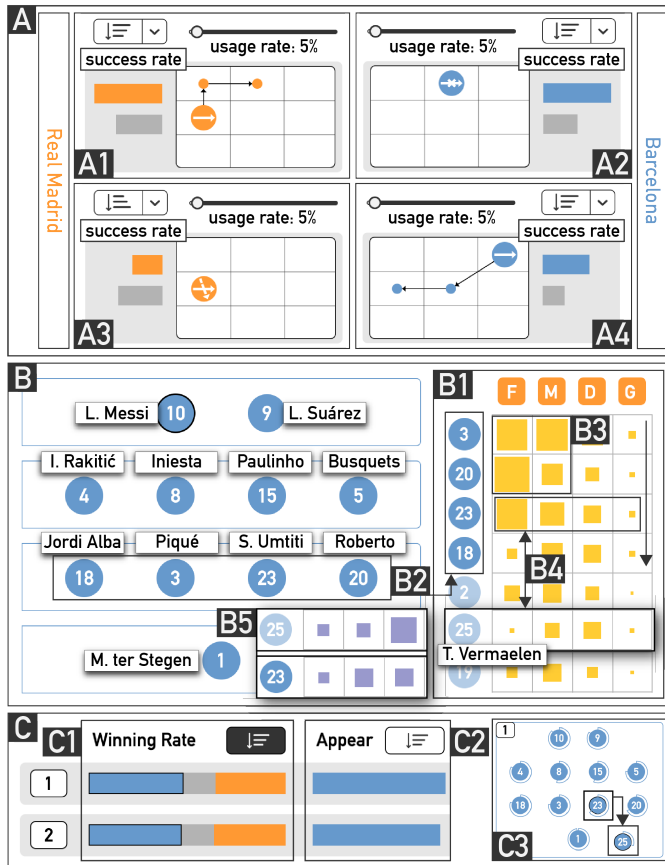 A
Real Madrid
usage rate: 5%
success rate
A1
usage rate: 5%
success rate
A2
Barcelona
usage rate: 5%
success rate
A3
usage rate: 5%
success rate
A4
B
L. Messi 10
9 L. Suárez
I. Rakitić Iniesta Paulinho Busquets
4 8 15 5
Jordi Alba Piqué S. Umtiti Roberto
18 3 23 20
B2
M. ter Stegen 1
B5
25
23
B1
F M D G
3
B3
20
23
18
B4
2
25
T. Vermaelen
19
C
C1
Winning Rate
Appear
C2
1
2
1
10 9
4 8 15 5
18 3 23 20
1 25
C3